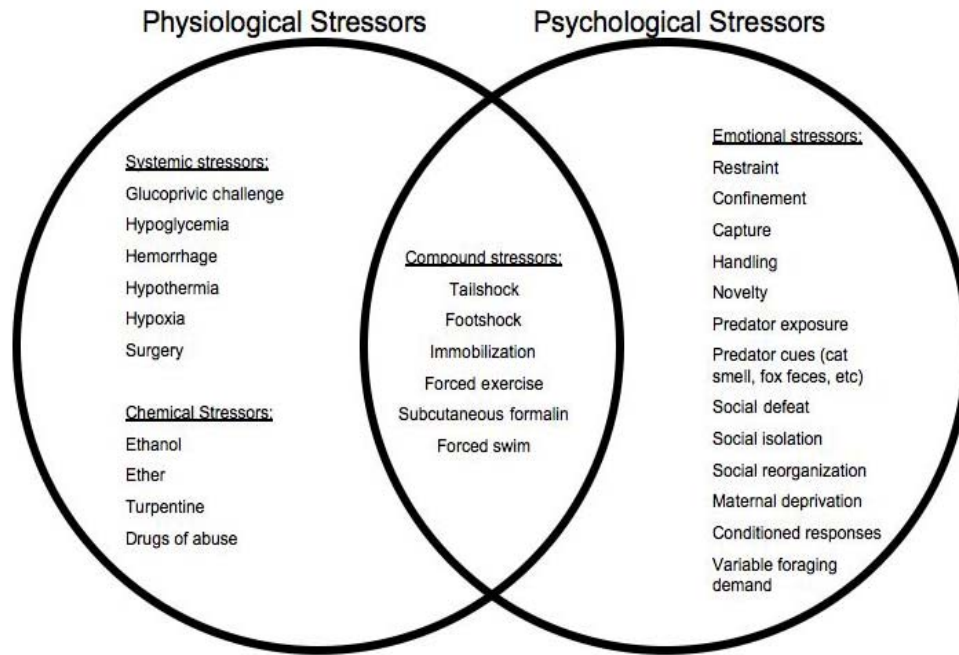 Physiological Stressors
Psychological Stressors
Systemic stressors:
Glucoprivic challenge
Hypoglycemia
Hemorrhage
Hypothermia
Hypoxia
Surgery
Chemical Stressors:
Ethanol
Ether
Turpentine
Drugs of abuse
Compound stressors:
Tailshock
Footshock
Immobilization
Forced exercise
Subcutaneous formalin
Forced swim
Emotional stressors:
Restraint
Confinement
Capture
Handling
Novelty
Predator exposure
Predator cues (cat
smell, fox feces, etc)
Social defeat
Social isolation
Social reorganization
Maternal deprivation
Conditioned responses
Variable foraging
demand